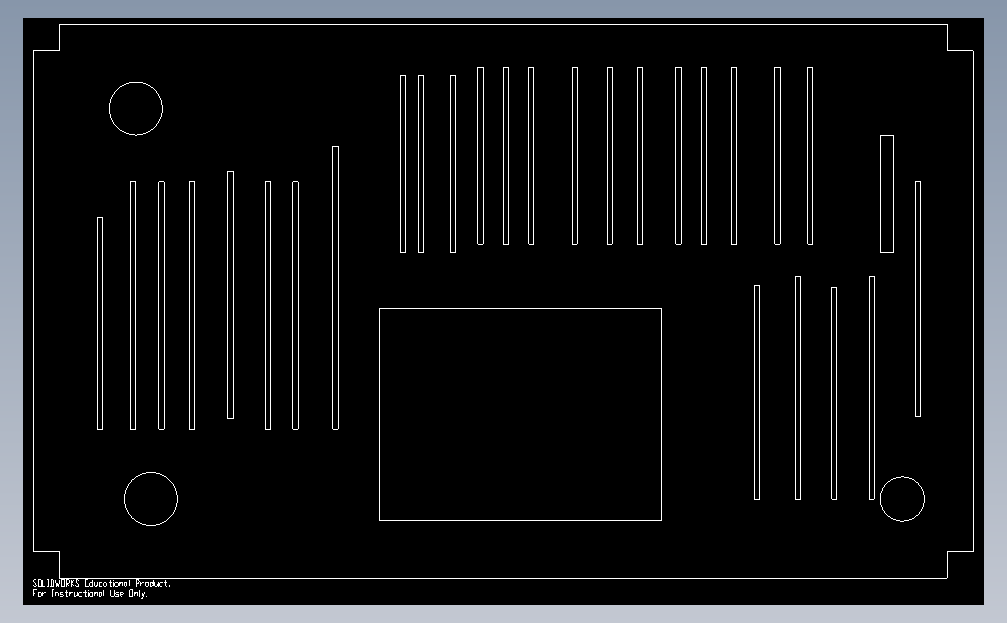 SOLIDWORKS Educational Product.
For Instructional Use Only.